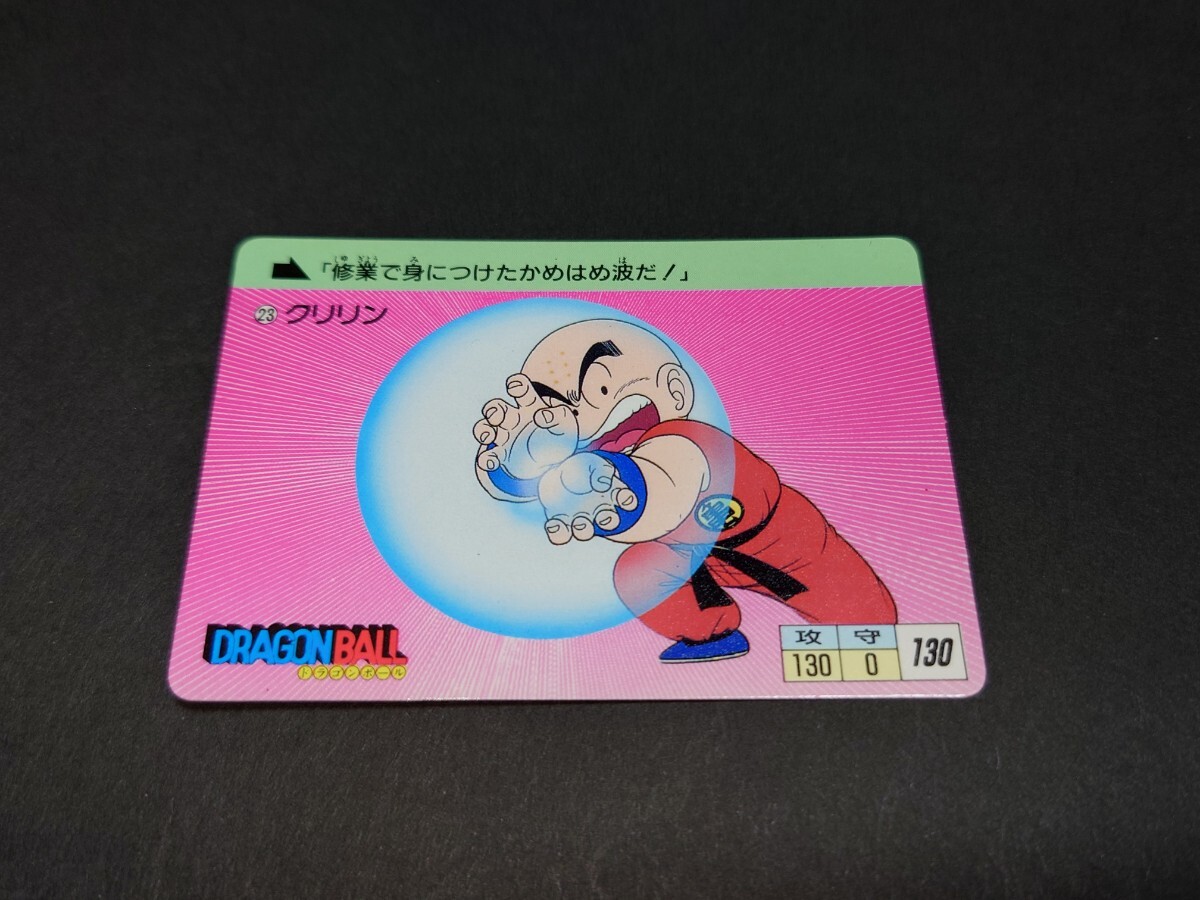 「修業で身につけたかめはめ波だ!」
23 クリリン
DRAGON BALL
ドラゴンボール
攻 守
130 0 130